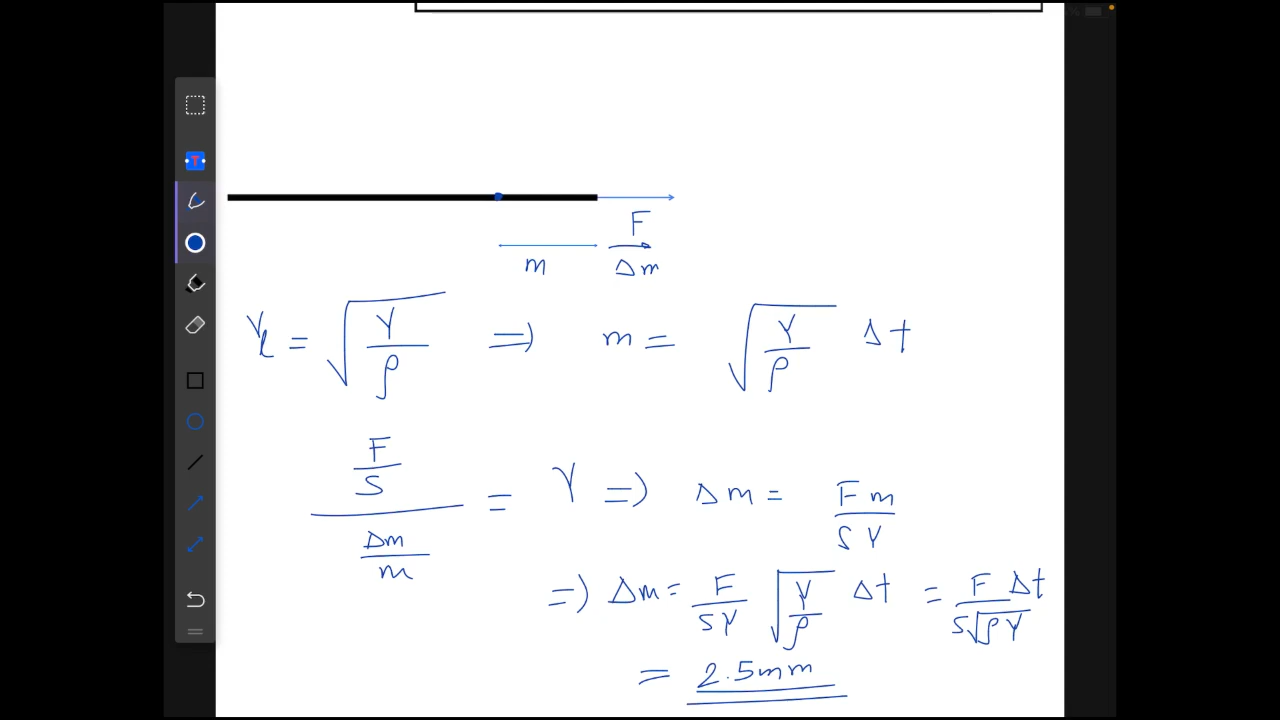 F
m Δm
V_l = √(Y/ρ) ⇒ m = √(Y/ρ) Δt
(F/S)/(Δm/m) = Y ⇒ Δm = Fm/SY
⇒ Δm = F/SY √(Y/ρ) Δt = FΔt/S√ρY
= 2.5mm